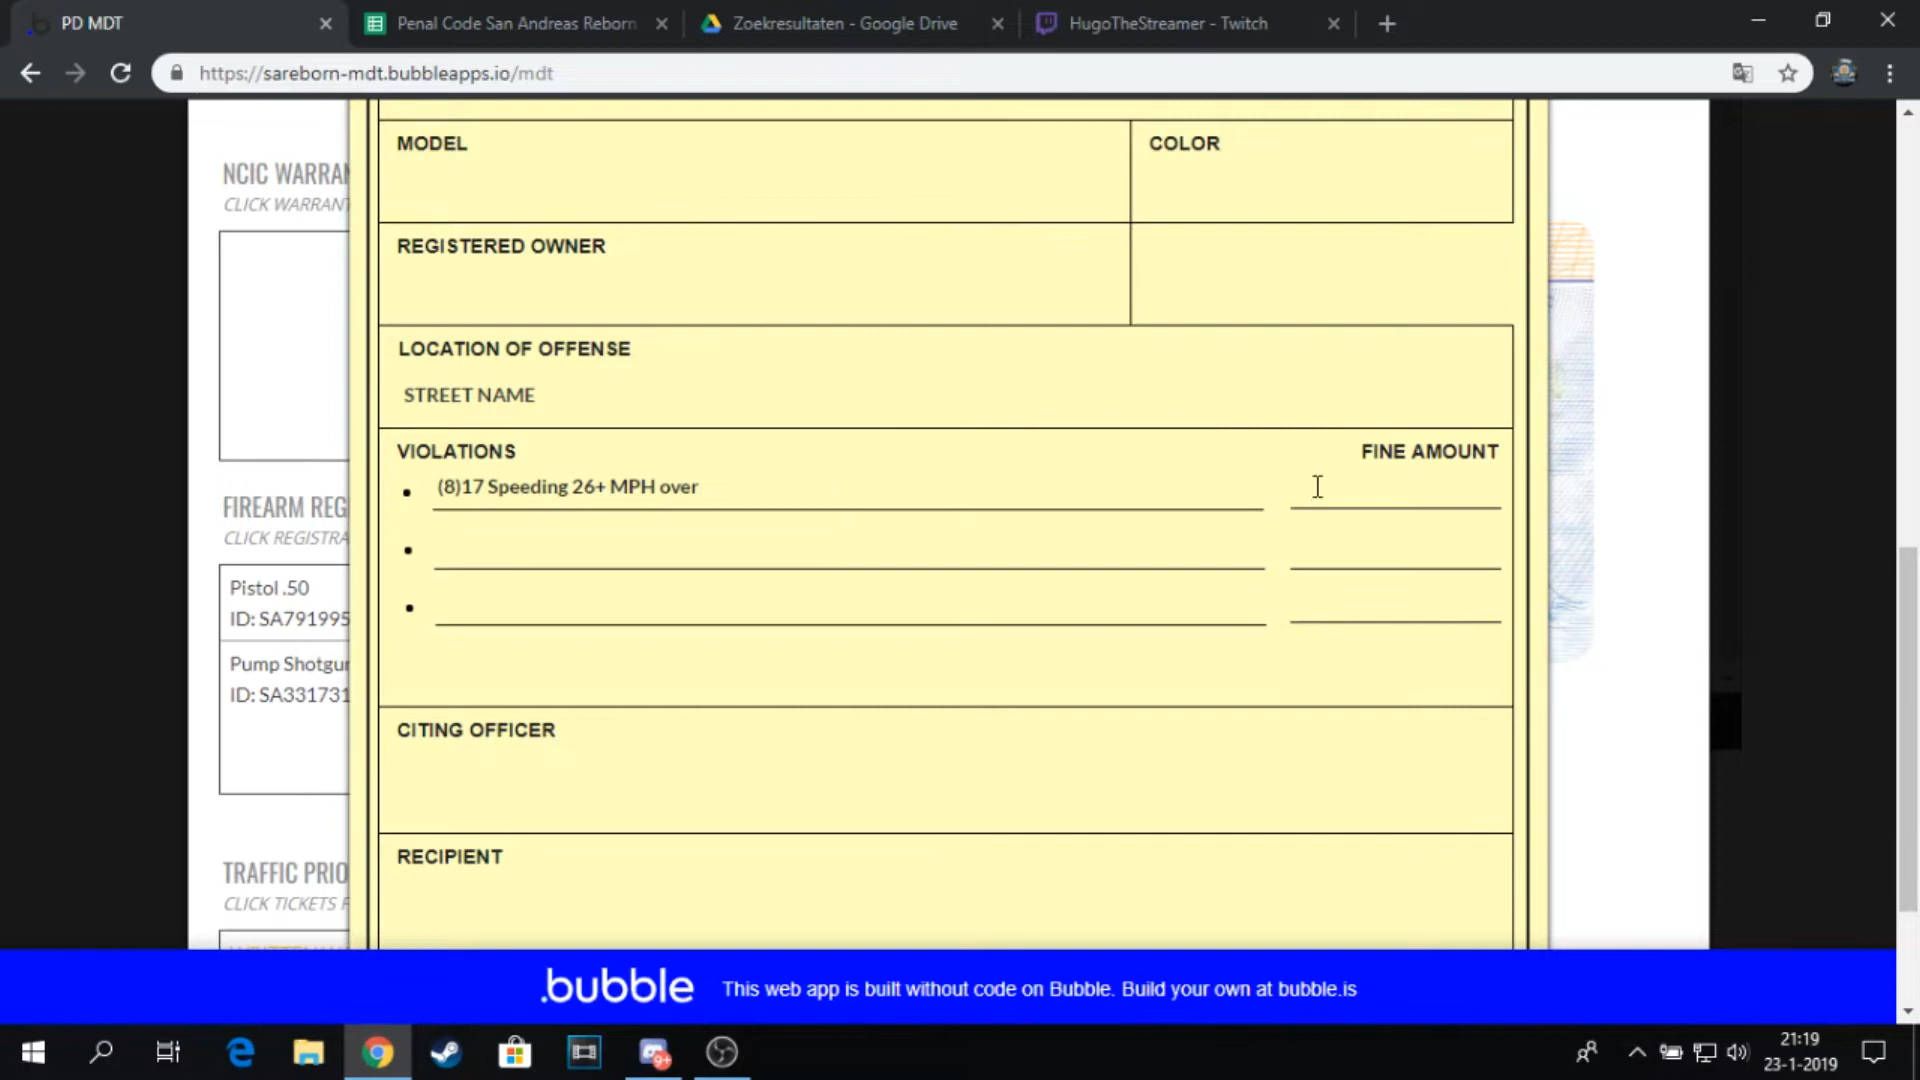 PD MDT
Penal Code San Andreas Reborn
Zoekresultaten - Google Drive
HugoTheStreamer - Twitch
https://sareborn-mdt.bubbleapps.io/mdt
NCIC WARRAN
CLICK WARRANT
FIREARM REG
CLICK REGISTRA
Pistol .50
ID: SA791995
Pump Shotgun
ID: SA331731
TRAFFIC PRIO
CLICK TICKETS F
MODEL
COLOR
REGISTERED OWNER
LOCATION OF OFFENSE
STREET NAME
VIOLATIONS
FINE AMOUNT
(8)17 Speeding 26+ MPH over
CITING OFFICER
RECIPIENT
.bubble
This web app is built without code on Bubble. Build your own at bubble.is
9+
21:19
23-1-2019